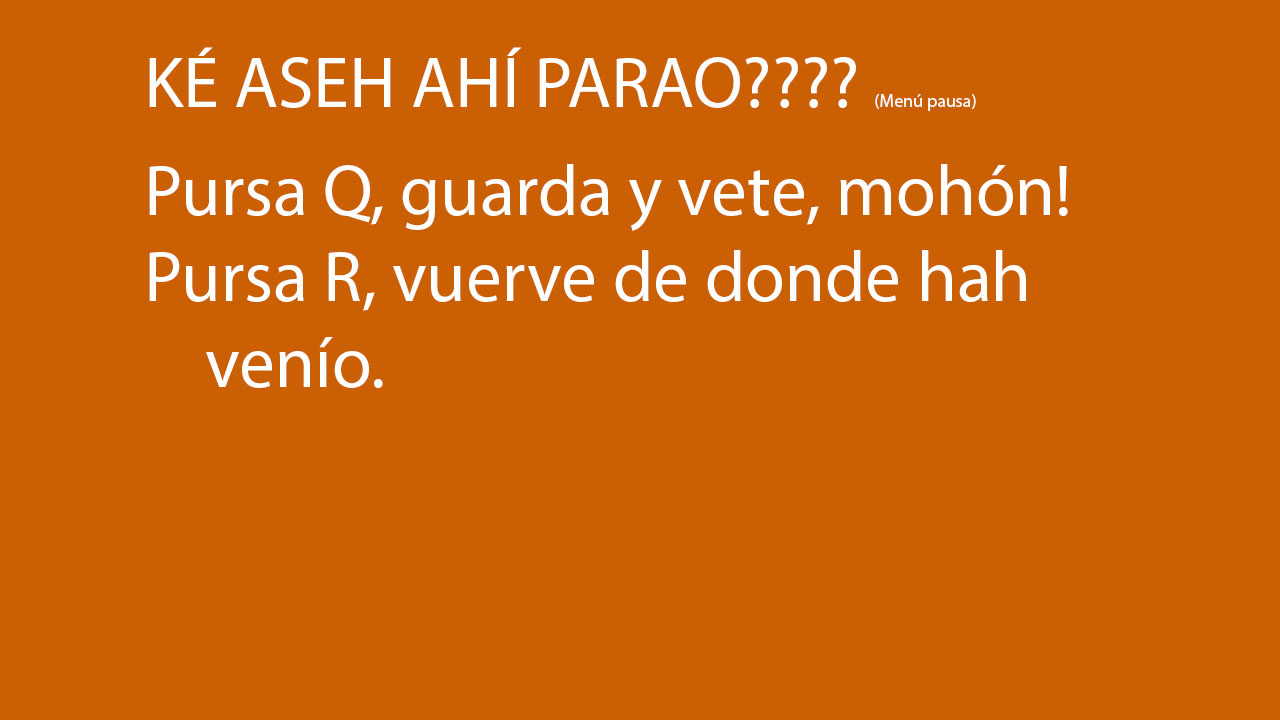 KÉ ASEH AHÍ PARAO???? (Menú pausa)
Pursa Q, guarda y vete, mohón!
Pursa R, vuerve de donde hah
venío.